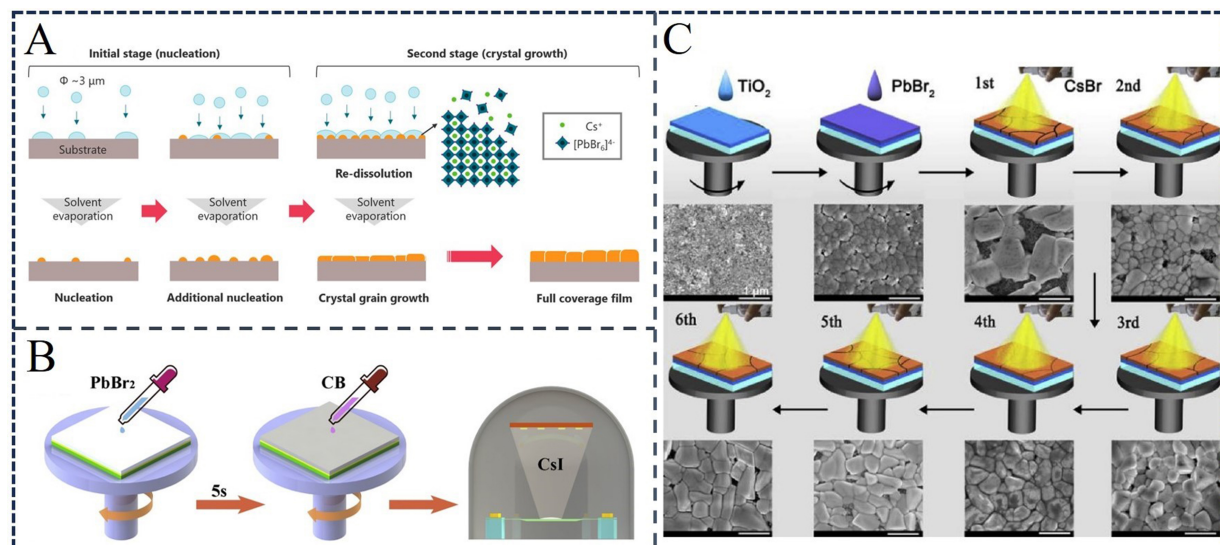 A
Initial stage (nucleation)
Second stage (crystal growth)
Φ ~3 μm
Substrate
Cs⁺
[PbBr₆]⁴⁻
Re-dissolution
Solvent
evaporation
Solvent
evaporation
Solvent
evaporation
Nucleation
Additional nucleation
Crystal grain growth
Full coverage film
B
PbBr₂
CB
5s
CsI
C
TiO₂
PbBr₂
1st
CsBr
2nd
1 μm
6th
5th
4th
3rd